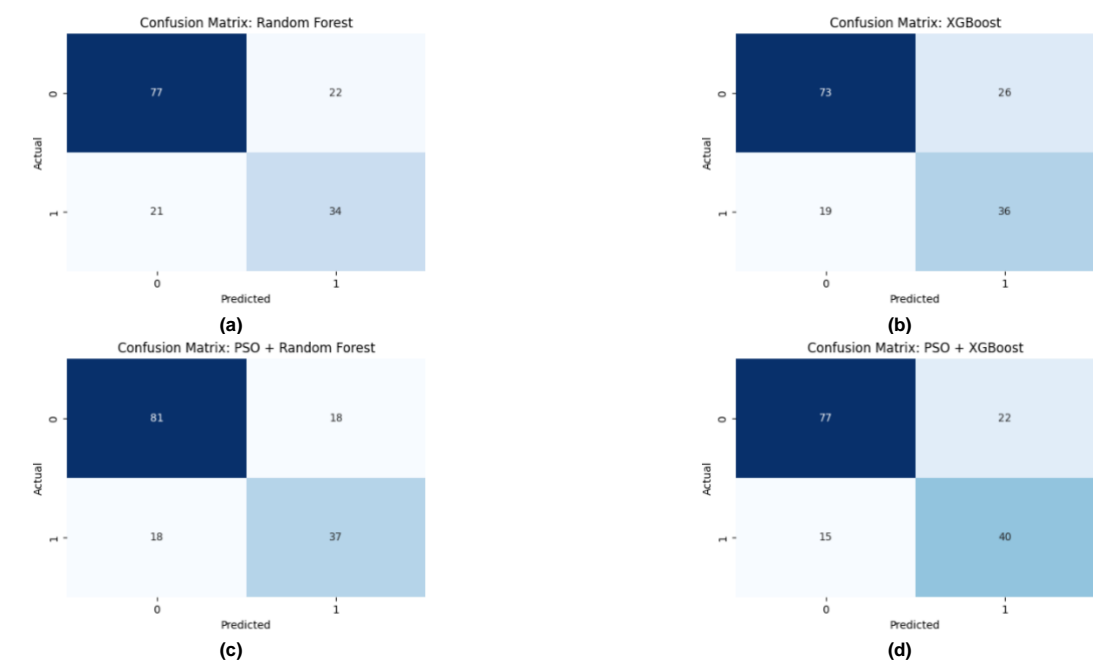 Confusion Matrix: Random Forest
0
77
22
Actual
1
21
34
0
1
Predicted
(a)
Confusion Matrix: XGBoost
0
73
26
Actual
1
19
36
0
1
Predicted
(b)
Confusion Matrix: PSO + Random Forest
0
81
18
Actual
1
18
37
0
1
Predicted
(c)
Confusion Matrix: PSO + XGBoost
0
77
22
Actual
1
15
40
0
1
Predicted
(d)